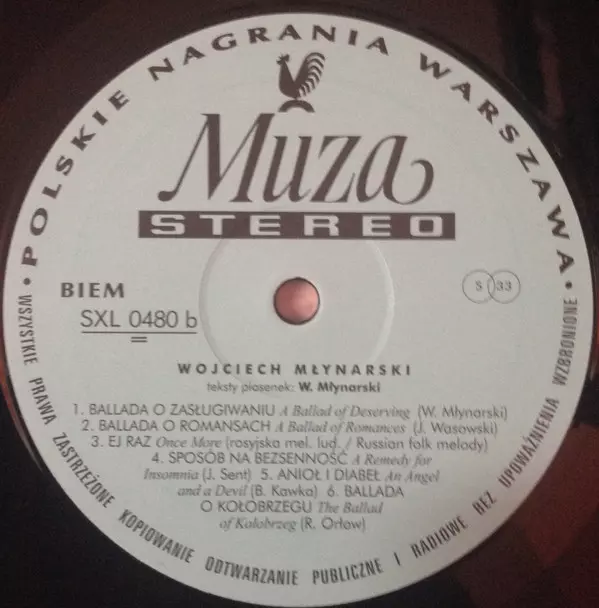 POLSKIE NAGRANIA WARSZAWA
Muza
STEREO
BIEM
SXL 0480 b
S 33
WOJCIECH MŁYNARSKI
teksty piosenek: W. Młynarski
1. BALLADA O ZASŁUGIWANIU A Ballad of Deserving (W. Młynarski)
2. BALLADA O ROMANSACH A Ballad of Romances (J. Wasowski)
3. EJ RAZ Once More (rosyjska mel. lud. / Russian folk melody)
4. SPOSÓB NA BEZSENNOŚĆ A Remedy for
Insomnia (J. Sent) 5. ANIOŁ I DIABEŁ An Angel
and a Devil (B. Kawka) 6. BALLADA
O KOŁOBRZEGU The Ballad
of Kołobrzeg (R. Orłow)
• WSZYSTKIE PRAWA ZASTRZEŻONE KOPIOWANIE ODTWARZANIE PUBLICZNE I RADIOWE BEZ UPOWAŻNIENIA WZBRONIONE •